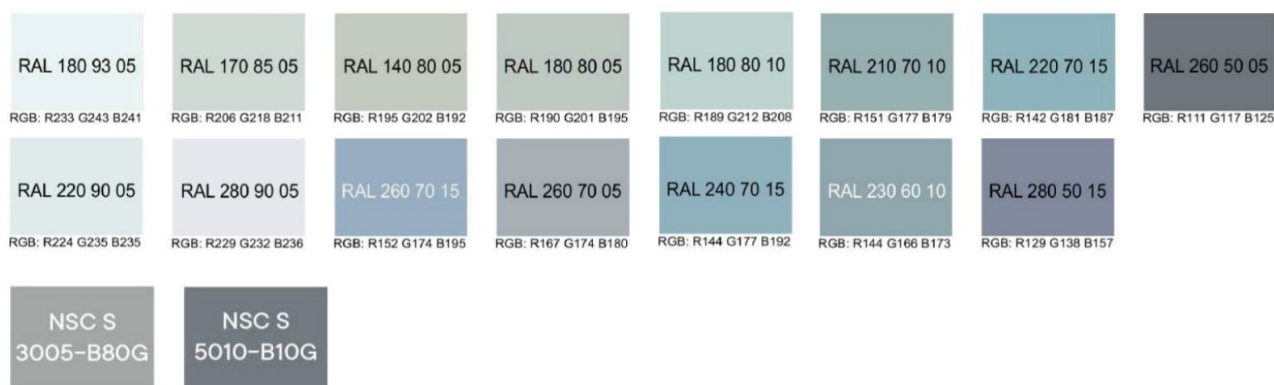 RAL 180 93 05
RAL 170 85 05
RAL 140 80 05
RAL 180 80 05
RAL 180 80 10
RAL 210 70 10
RAL 220 70 15
RAL 260 50 05
RGB: R233 G243 B241
RGB: R206 G218 B211
RGB: R195 G202 B192
RGB: R190 G201 B195
RGB: R189 G212 B208
RGB: R151 G177 B179
RGB: R142 G181 B187
RGB: R111 G117 B125
RAL 220 90 05
RAL 280 90 05
RAL 260 70 15
RAL 260 70 05
RAL 240 70 15
RAL 230 60 10
RAL 280 50 15
RGB: R224 G235 B235
RGB: R229 G232 B236
RGB: R152 G174 B195
RGB: R167 G174 B180
RGB: R144 G177 B192
RGB: R144 G166 B173
RGB: R129 G138 B157
NSC S
3005-B80G
NSC S
5010-B10G